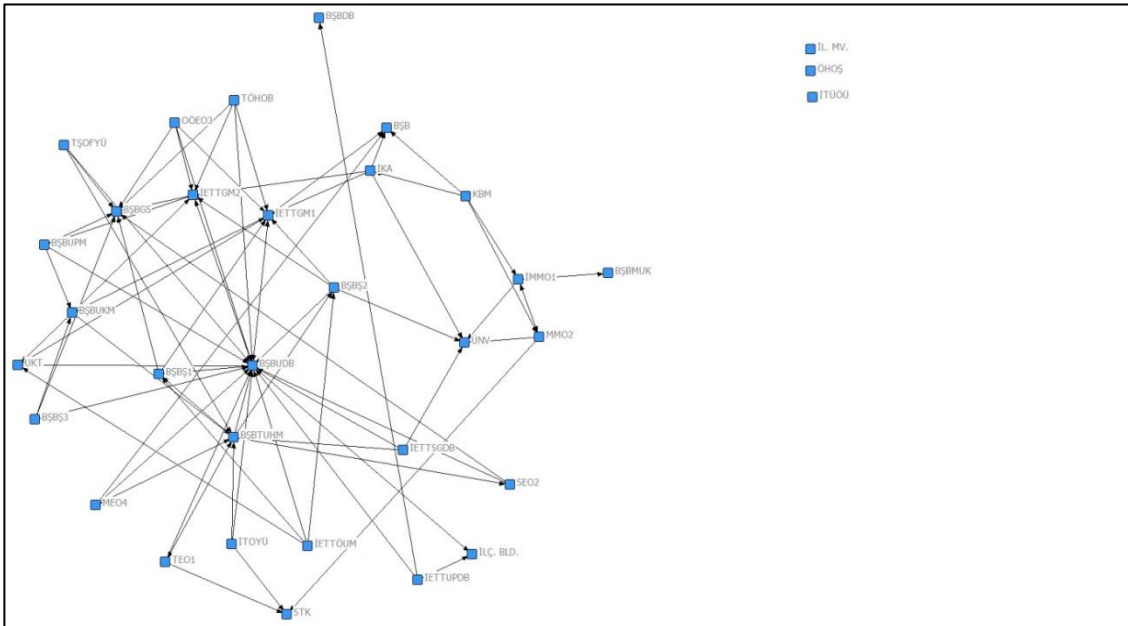 BŞBDB
İL. MV.
ÖHOŞ
İTÜÖÜ
TÖHOB
OÖEO3
BŞB
TŞOFYÜ
İKA
İETTGM2
KBM
BŞBGS
İETTGM1
BŞBUPM
BŞBMUK
İMMO1
BŞBŞ2
BŞBUKM
MMO2
ÜNV
UKT
BŞBUDB
BŞBŞ1
BŞBŞ3
BŞBTUHM
İETTSGDB
SEO2
MEO4
İTOYÜ
İETTÖUM
İLÇ. BLD.
TEO1
İETTUPDB
STK